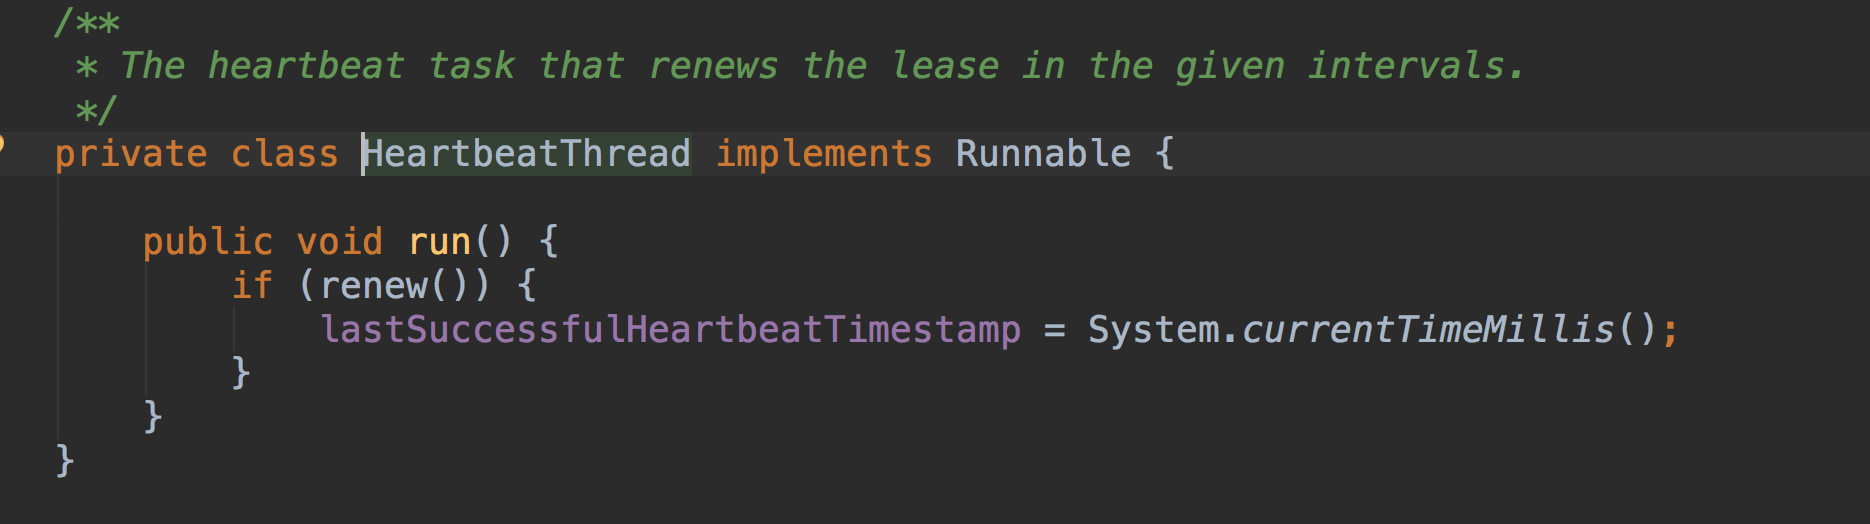 /**
 * The heartbeat task that renews the lease in the given intervals.
 */
private class HeartbeatThread implements Runnable {
    public void run() {
        if (renew()) {
            lastSuccessfulHeartbeatTimestamp = System.currentTimeMillis();
        }
    }
}